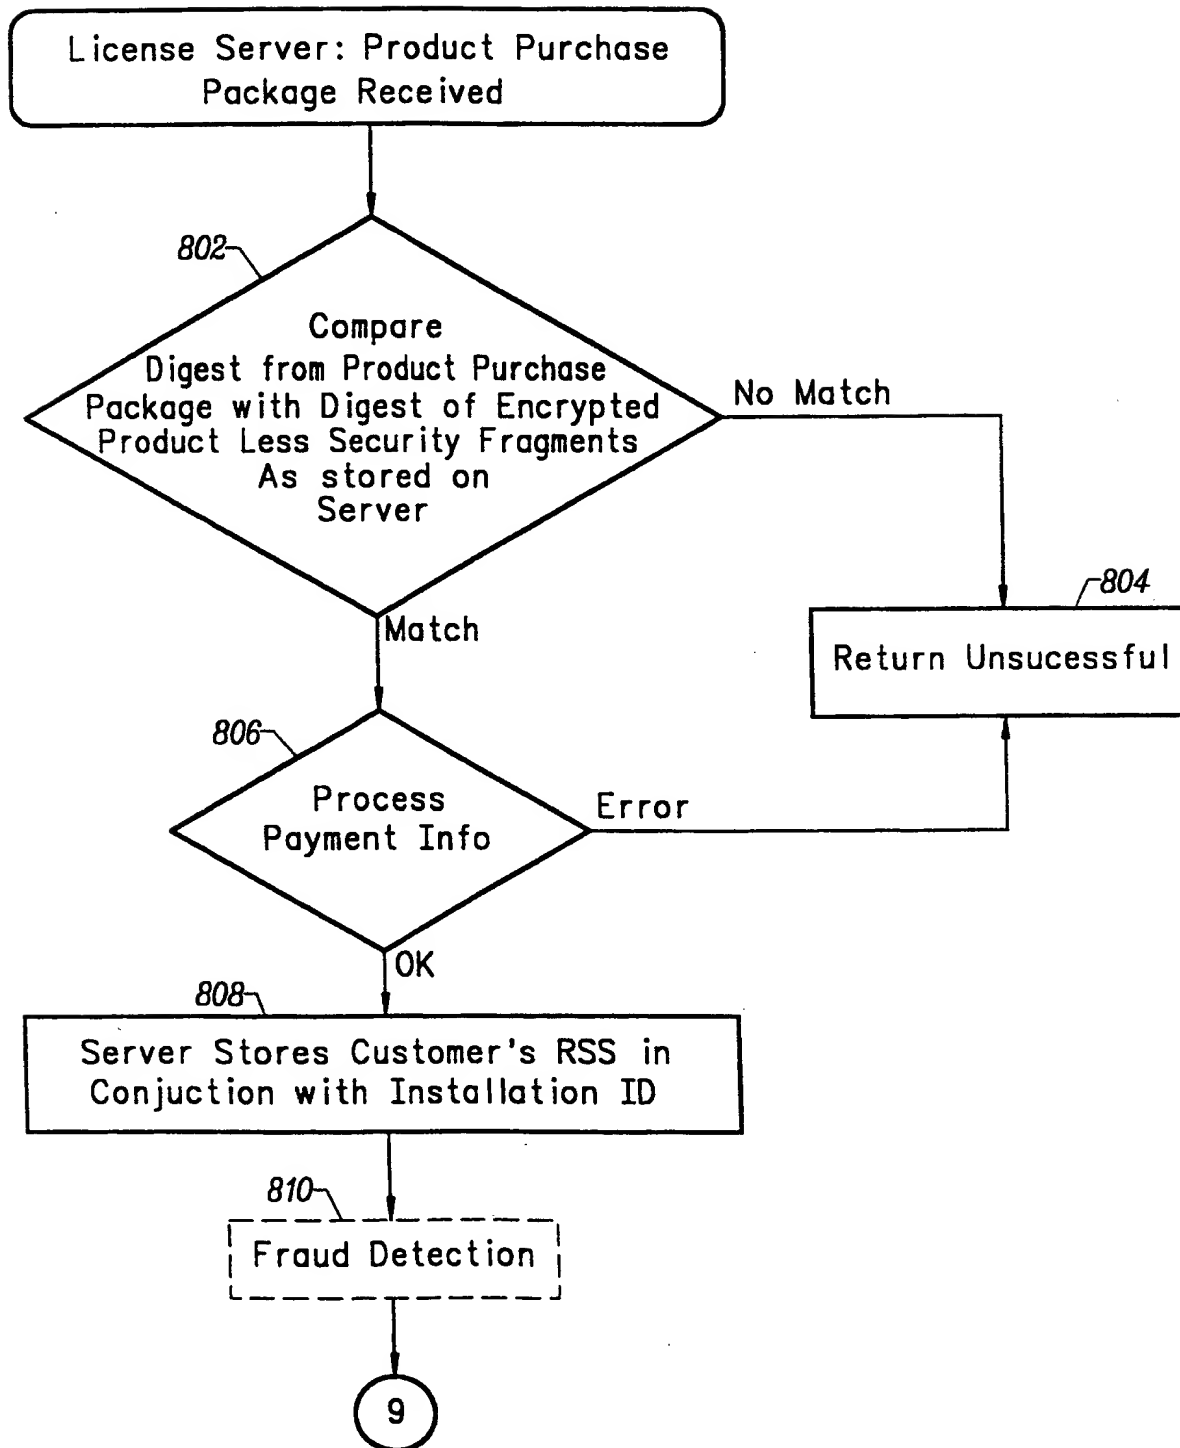 License Server: Product Purchase
Package Received
802
Compare
Digest from Product Purchase
Package with Digest of Encrypted
Product Less Security Fragments
As stored on
Server
No Match
804
Return Unsucessful
Match
806
Process
Payment Info
Error
OK
808
Server Stores Customer's RSS in
Conjuction with Installation ID
810
Fraud Detection
9